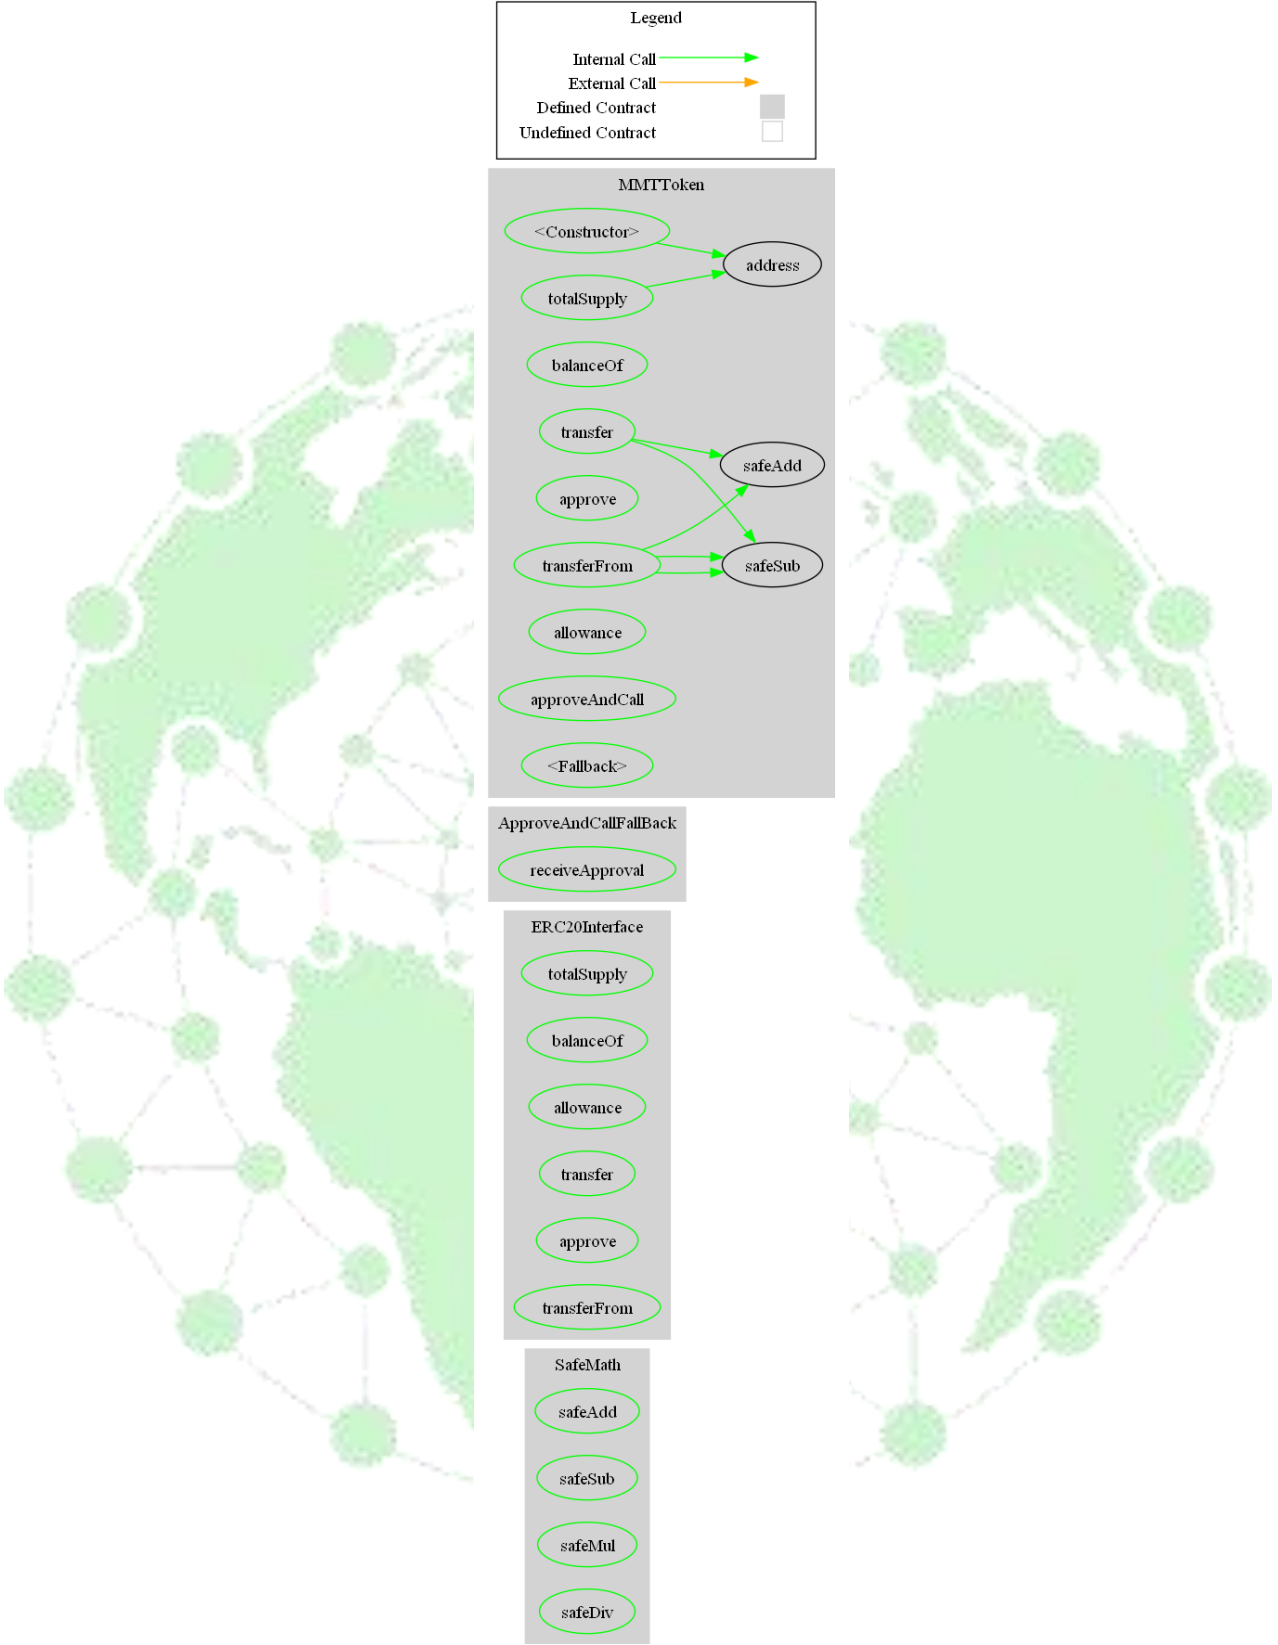 Legend
Internal Call
External Call
Defined Contract
Undefined Contract
MMTToken
<Constructor>
address
totalSupply
balanceOf
transfer
safeAdd
approve
transferFrom
safeSub
allowance
approveAndCall
<Fallback>
ApproveAndCallFallBack
receiveApproval
ERC20Interface
totalSupply
balanceOf
allowance
transfer
approve
transferFrom
SafeMath
safeAdd
safeSub
safeMul
safeDiv